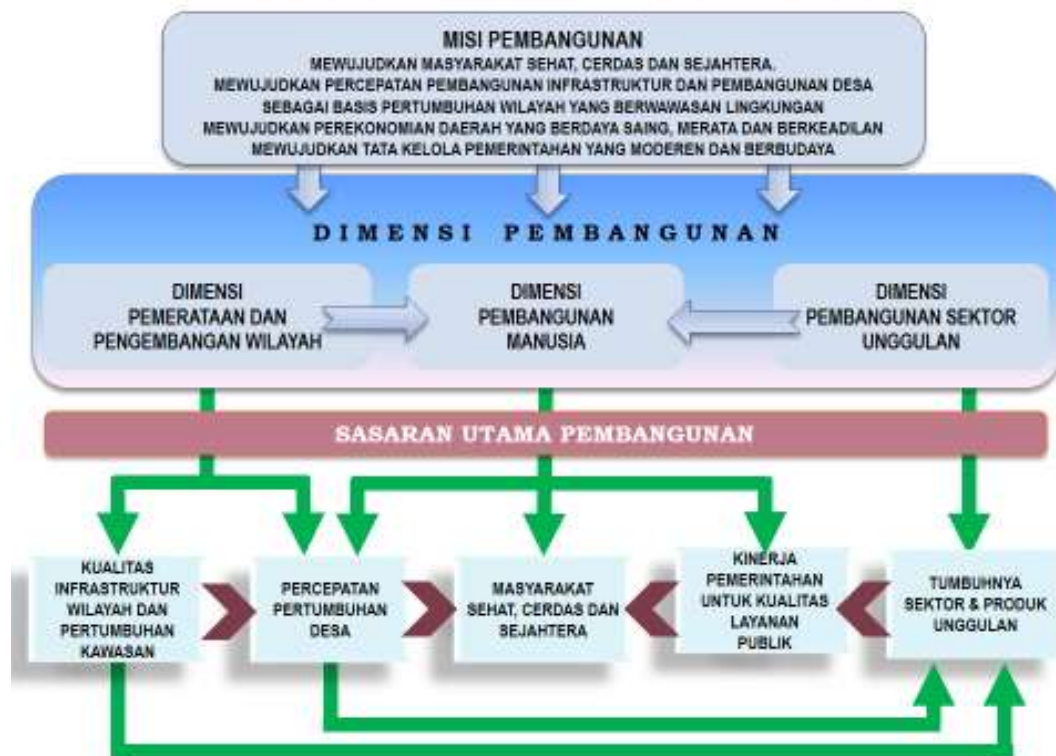 MISI PEMBANGUNAN
MEWUJUDKAN MASYARAKAT SEHAT, CERDAS DAN SEJAHTERA.
MEWUJUDKAN PERCEPATAN PEMBANGUNAN INFRASTRUKTUR DAN PEMBANGUNAN DESA
SEBAGAI BASIS PERTUMBUHAN WILAYAH YANG BERWAWASAN LINGKUNGAN
MEWUJUDKAN PEREKONOMIAN DAERAH YANG BERDAYA SAING, MERATA DAN BERKEADILAN
MEWUJUDKAN TATA KELOLA PEMERINTAHAN YANG MODEREN DAN BERBUDAYA
DIMENSI PEMBANGUNAN
DIMENSI
PEMERATAAN DAN
PENGEMBANGAN WILAYAH
DIMENSI
PEMBANGUNAN
MANUSIA
DIMENSI
PEMBANGUNAN SEKTOR
UNGGULAN
SASARAN UTAMA PEMBANGUNAN
KUALITAS
INFRASTRUKTUR
WILAYAH DAN
PERTUMBUHAN
KAWASAN
PERCEPATAN
PERTUMBUHAN
DESA
MASYARAKAT
SEHAT, CERDAS DAN
SEJAHTERA
KINERJA
PEMERINTAHAN
UNTUK KUALITAS
LAYANAN
PUBLIK
TUMBUHNYA
SEKTOR & PRODUK
UNGGULAN